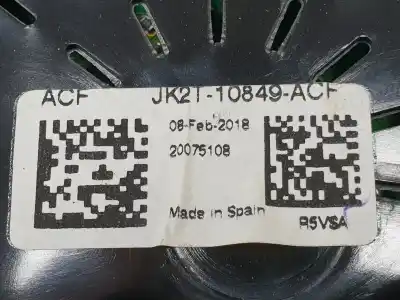 ACF JK2T-10849-ACF
08-Feb-2018
20075108
Made in Spain
R5VSA